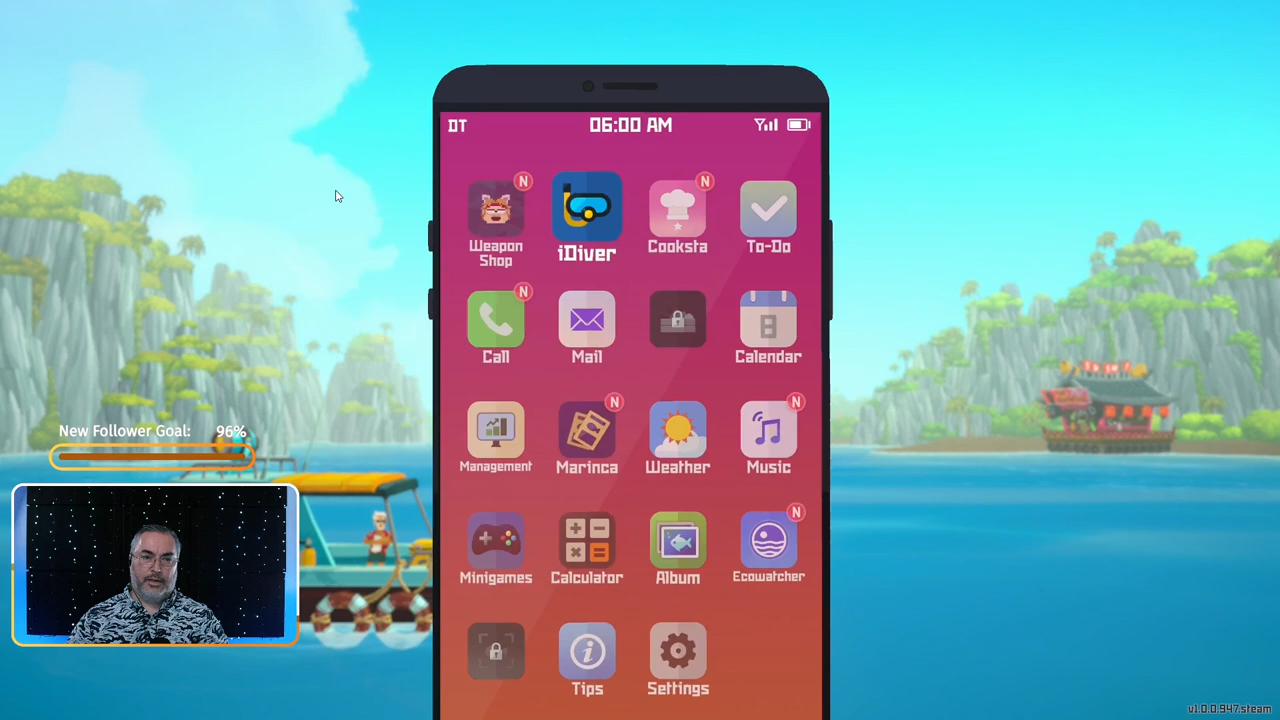 DT
06:00 AM
N
N
Weapon
Shop
iDiver
Cooksta
To-Do
N
Call
Mail
8
Calendar
N
N
Management
Marinca
Weather
Music
N
Minigames
Calculator
Album
Ecowatcher
Tips
Settings
New Follower Goal: 96%
v1.0.0.947.steam